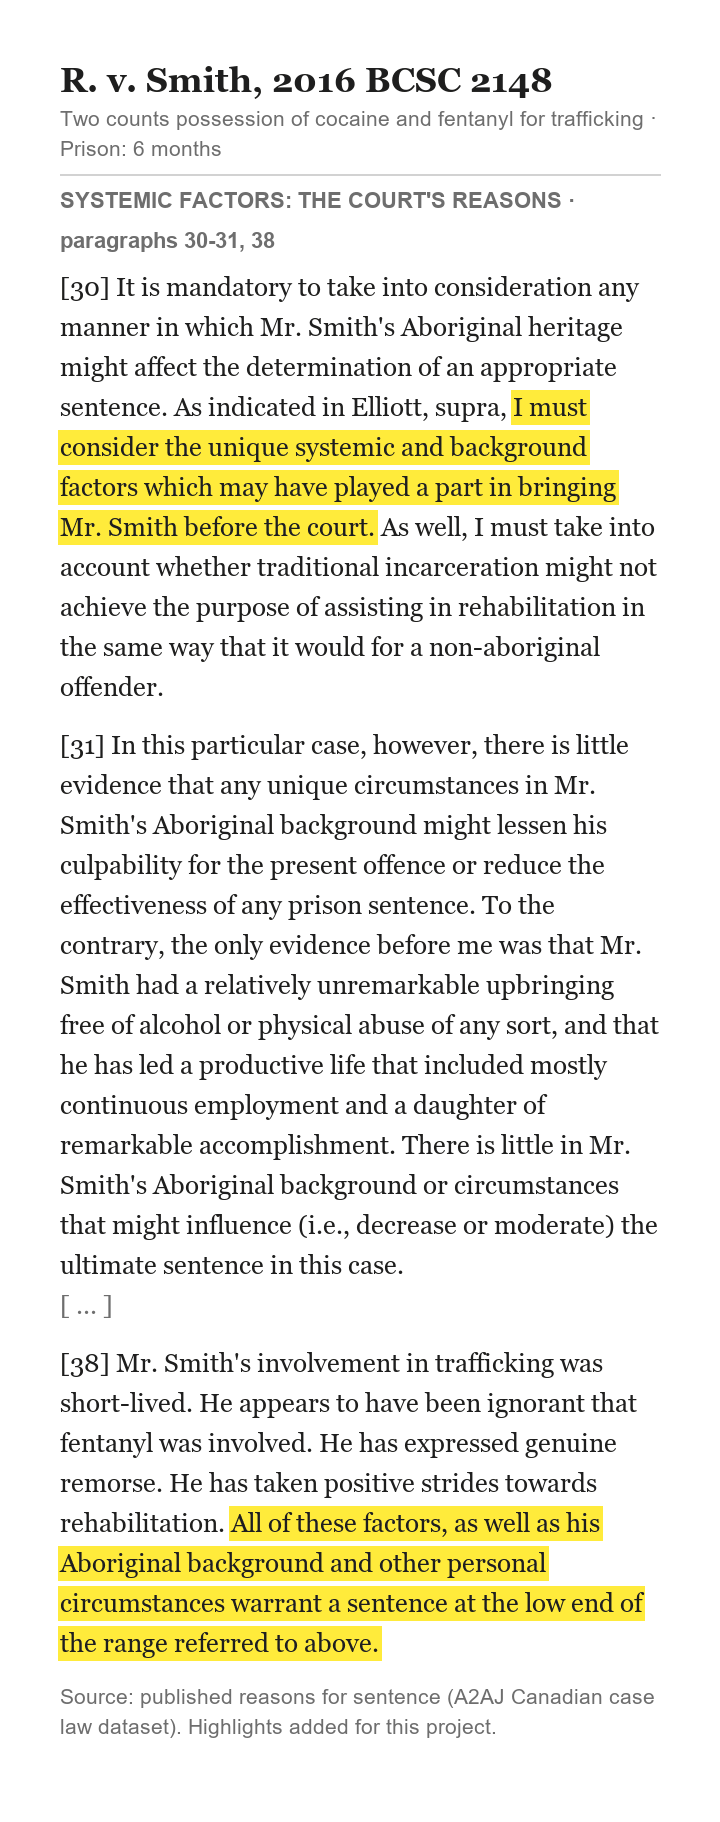 R. v. Smith, 2016 BCSC 2148
Two counts possession of cocaine and fentanyl for trafficking ·
Prison: 6 months
SYSTEMIC FACTORS: THE COURT'S REASONS ·
paragraphs 30-31, 38
[30] It is mandatory to take into consideration any
manner in which Mr. Smith's Aboriginal heritage
might affect the determination of an appropriate
sentence. As indicated in Elliott, supra, I must
consider the unique systemic and background
factors which may have played a part in bringing
Mr. Smith before the court. As well, I must take into
account whether traditional incarceration might not
achieve the purpose of assisting in rehabilitation in
the same way that it would for a non-aboriginal
offender.
[31] In this particular case, however, there is little
evidence that any unique circumstances in Mr.
Smith's Aboriginal background might lessen his
culpability for the present offence or reduce the
effectiveness of any prison sentence. To the
contrary, the only evidence before me was that Mr.
Smith had a relatively unremarkable upbringing
free of alcohol or physical abuse of any sort, and that
he has led a productive life that included mostly
continuous employment and a daughter of
remarkable accomplishment. There is little in Mr.
Smith's Aboriginal background or circumstances
that might influence (i.e., decrease or moderate) the
ultimate sentence in this case.
[ ... ]
[38] Mr. Smith's involvement in trafficking was
short-lived. He appears to have been ignorant that
fentanyl was involved. He has expressed genuine
remorse. He has taken positive strides towards
rehabilitation. All of these factors, as well as his
Aboriginal background and other personal
circumstances warrant a sentence at the low end of
the range referred to above.
Source: published reasons for sentence (A2AJ Canadian case
law dataset). Highlights added for this project.